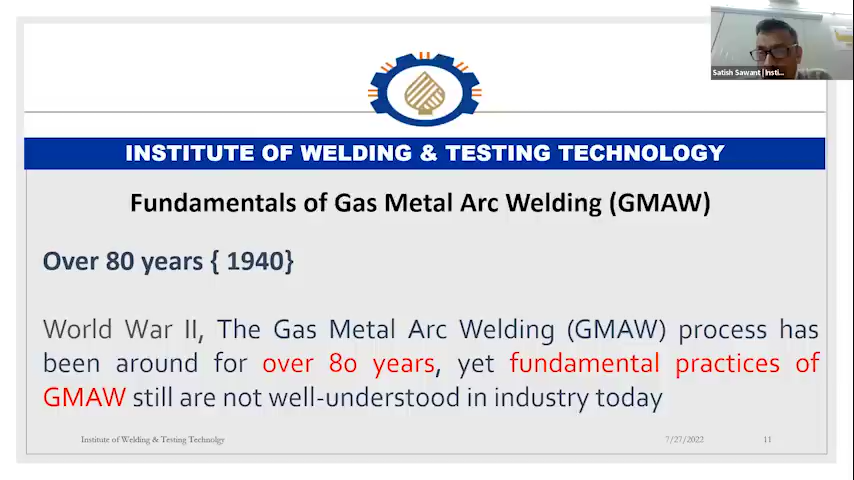 Satish Sawant | Insti...
INSTITUTE OF WELDING & TESTING TECHNOLOGY
Fundamentals of Gas Metal Arc Welding (GMAW)
Over 80 years { 1940}
World War II, The Gas Metal Arc Welding (GMAW) process has
been around for over 80 years, yet fundamental practices of
GMAW still are not well-understood in industry today
Institute of Welding & Testing Technolgy
7/27/2022
11